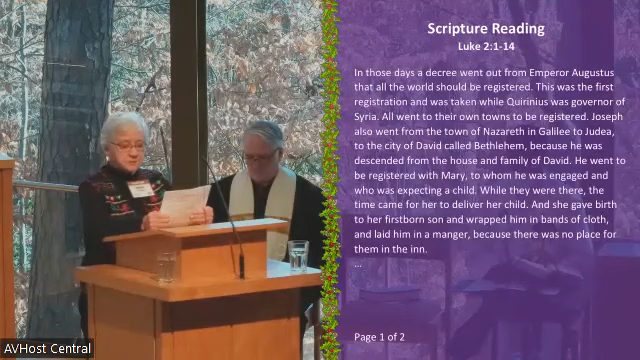 Scripture Reading
Luke 2:1-14
In those days a decree went out from Emperor Augustus
that all the world should be registered. This was the first
registration and was taken while Quirinius was governor of
Syria. All went to their own towns to be registered. Joseph
also went from the town of Nazareth in Galilee to Judea,
to the city of David called Bethlehem, because he was
descended from the house and family of David. He went to
be registered with Mary, to whom he was engaged and
who was expecting a child. While they were there, the
time came for her to deliver her child. And she gave birth
to her firstborn son and wrapped him in bands of cloth,
and laid him in a manger, because there was no place for
them in the inn.
...
Page 1 of 2
AVHost Central